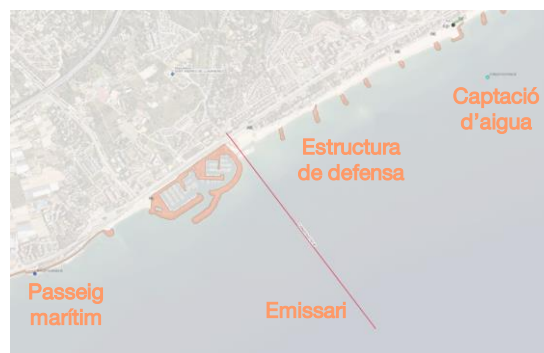 Captació
d'aigua
Estructura
de defensa
Passeig
marítim
Emissari